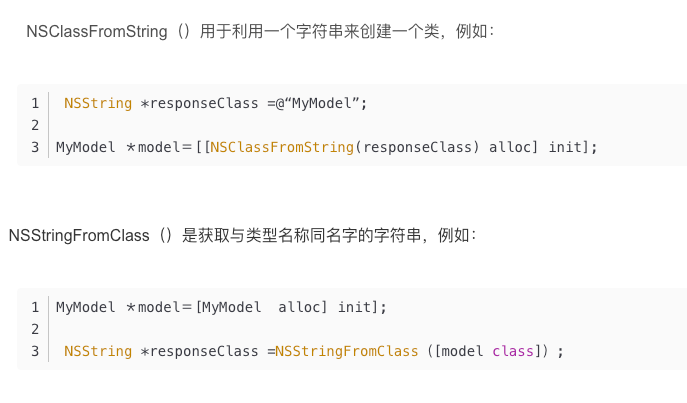 NSClassFromString（）用于利用一个字符串来创建一个类，例如：
1 NSString *responseClass =@“MyModel”;
2
3 MyModel *model＝[[NSClassFromString(responseClass) alloc] init];
NSStringFromClass（）是获取与类型名称同名字的字符串，例如：
1 MyModel *model＝[MyModel  alloc] init];
2
3 NSString *responseClass =NSStringFromClass（[model class]）;